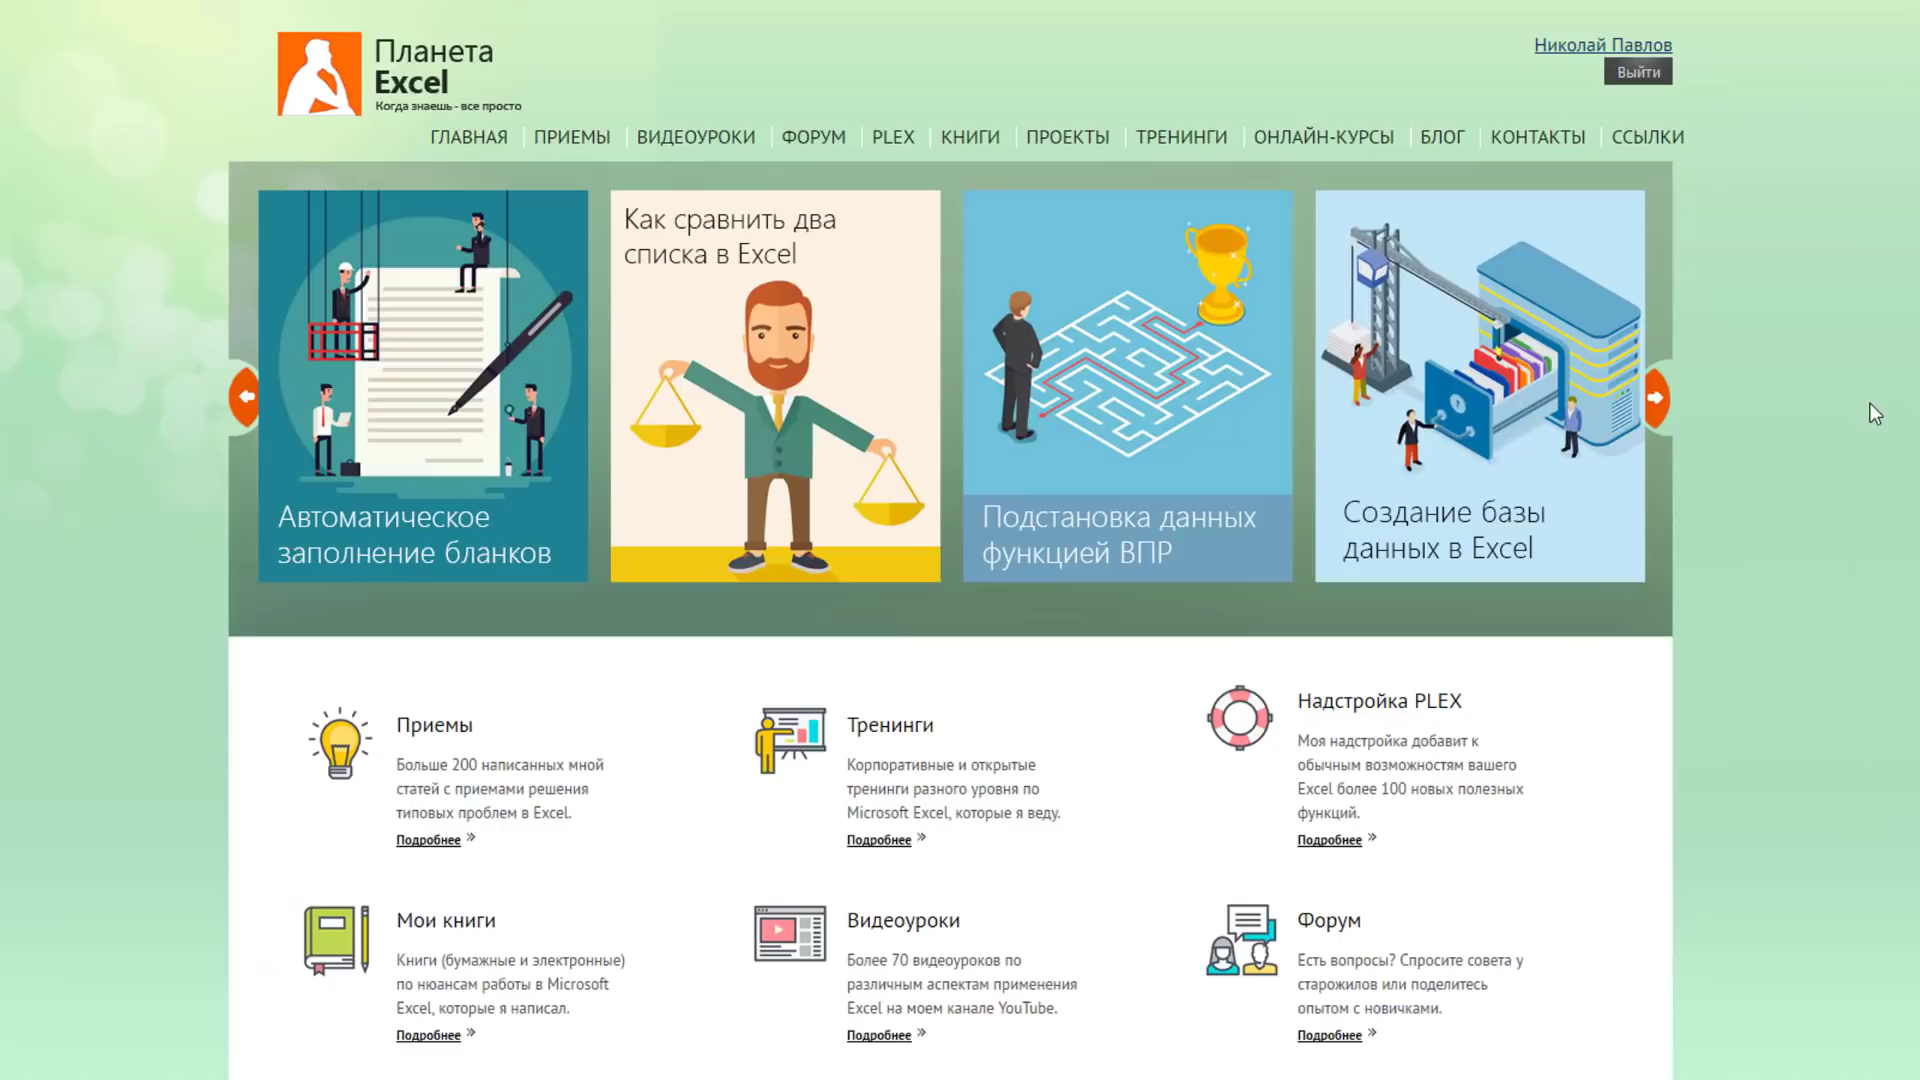 Планета
Excel
Когда знаешь - все просто
Николай Павлов
Выйти
ГЛАВНАЯ ПРИЕМЫ ВИДЕОУРОКИ ФОРУМ PLEX КНИГИ ПРОЕКТЫ ТРЕНИНГИ ОНЛАЙН-КУРСЫ БЛОГ КОНТАКТЫ ССЫЛКИ
Автоматическое
заполнение бланков
Как сравнить два
списка в Excel
Подстановка данных
функцией ВПР
Создание базы
данных в Excel
Приемы
Больше 200 написанных мной
статей с приемами решения
типовых проблем в Excel.
Подробнее
Тренинги
Корпоративные и открытые
тренинги разного уровня по
Microsoft Excel, которые я веду.
Подробнее
Надстройка PLEX
Моя надстройка добавит к
обычным возможностям вашего
Excel более 100 новых полезных
функций.
Подробнее
Мои книги
Книги (бумажные и электронные)
по нюансам работы в Microsoft
Excel, которые я написал.
Подробнее
Видеоуроки
Более 70 видеоуроков по
различным аспектам применения
Excel на моем канале YouTube.
Подробнее
Форум
Есть вопросы? Спросите совета у
старожилов или поделитесь
опытом с новичками.
Подробнее